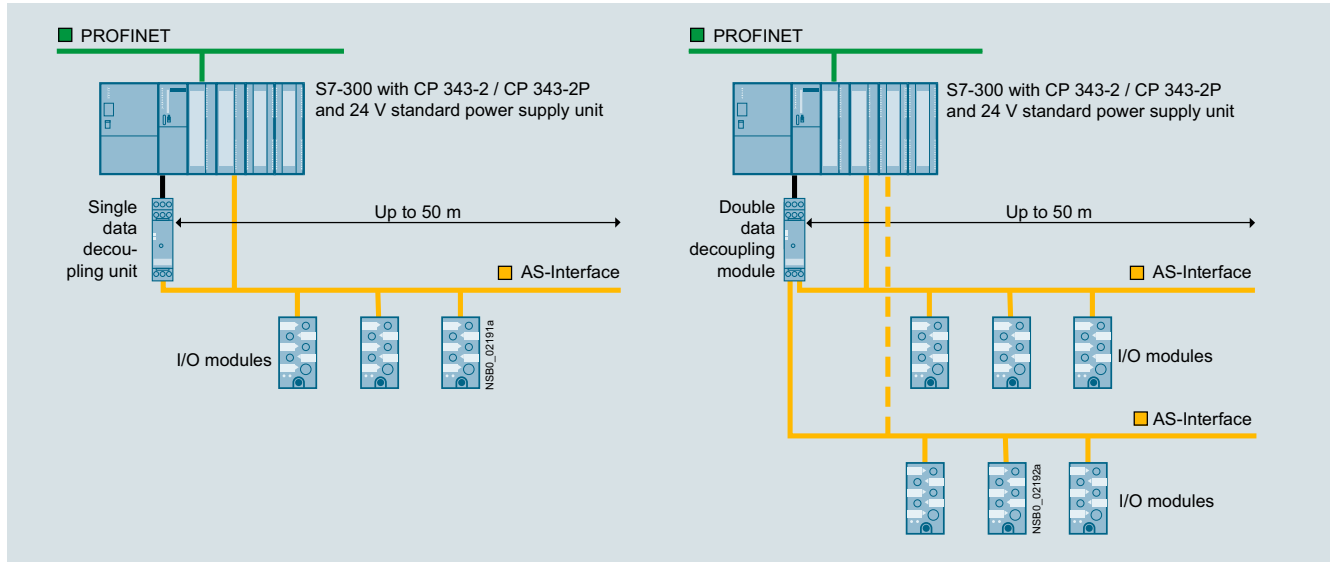 PROFINET
S7-300 with CP 343-2 / CP 343-2P
and 24 V standard power supply unit
Single
data
decou-
pling unit
Up to 50 m
AS-Interface
I/O modules
NSB0_02191a
PROFINET
S7-300 with CP 343-2 / CP 343-2P
and 24 V standard power supply unit
Double
data
decoupling
module
Up to 50 m
AS-Interface
I/O modules
AS-Interface
NSB0_02192a
I/O modules